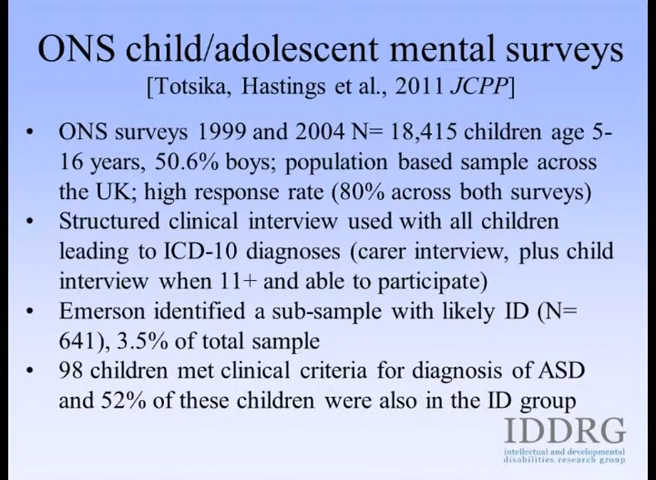 ONS child/adolescent mental surveys
[Totsika, Hastings et al., 2011 JCPP]
• ONS surveys 1999 and 2004 N= 18,415 children age 5-
16 years, 50.6% boys; population based sample across
the UK; high response rate (80% across both surveys)
• Structured clinical interview used with all children
leading to ICD-10 diagnoses (carer interview, plus child
interview when 11+ and able to participate)
• Emerson identified a sub-sample with likely ID (N=
641), 3.5% of total sample
• 98 children met clinical criteria for diagnosis of ASD
and 52% of these children were also in the ID group
IDDRG
intellectual and developmental
disabilities research group